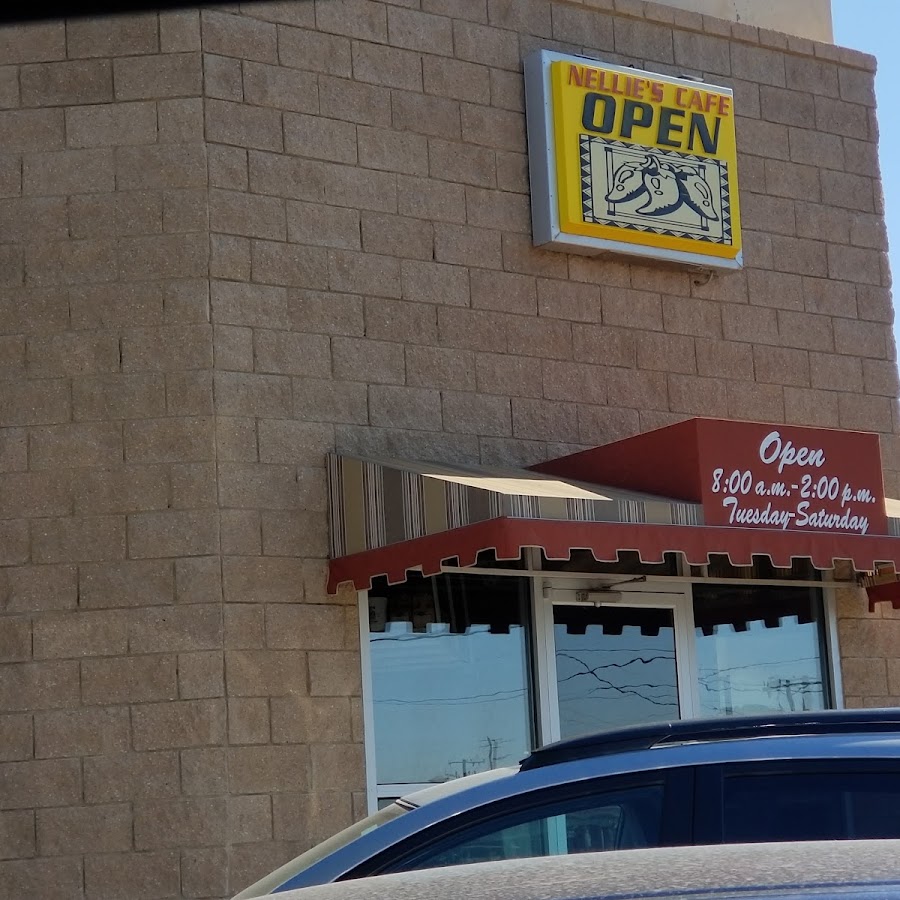 NELLIE'S CAFE
OPEN
Open
8:00 a.m.-2:00 p.m.
Tuesday-Saturday